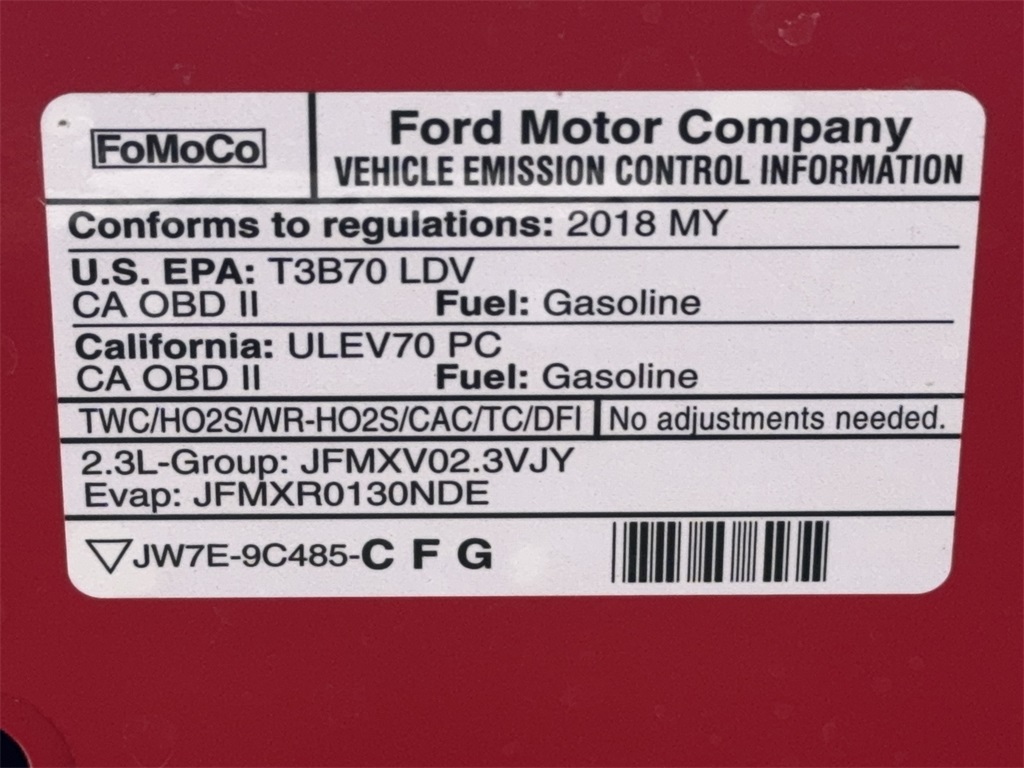 FoMoCo
Ford Motor Company
VEHICLE EMISSION CONTROL INFORMATION
Conforms to regulations: 2018 MY
U.S. EPA: T3B70 LDV
CA OBD II Fuel: Gasoline
California: ULEV70 PC
CA OBD II Fuel: Gasoline
TWC/HO2S/WR-HO2S/CAC/TC/DFI No adjustments needed.
2.3L-Group: JFMXV02.3VJY
Evap: JFMXR0130NDE
JW7E-9C485-C F G